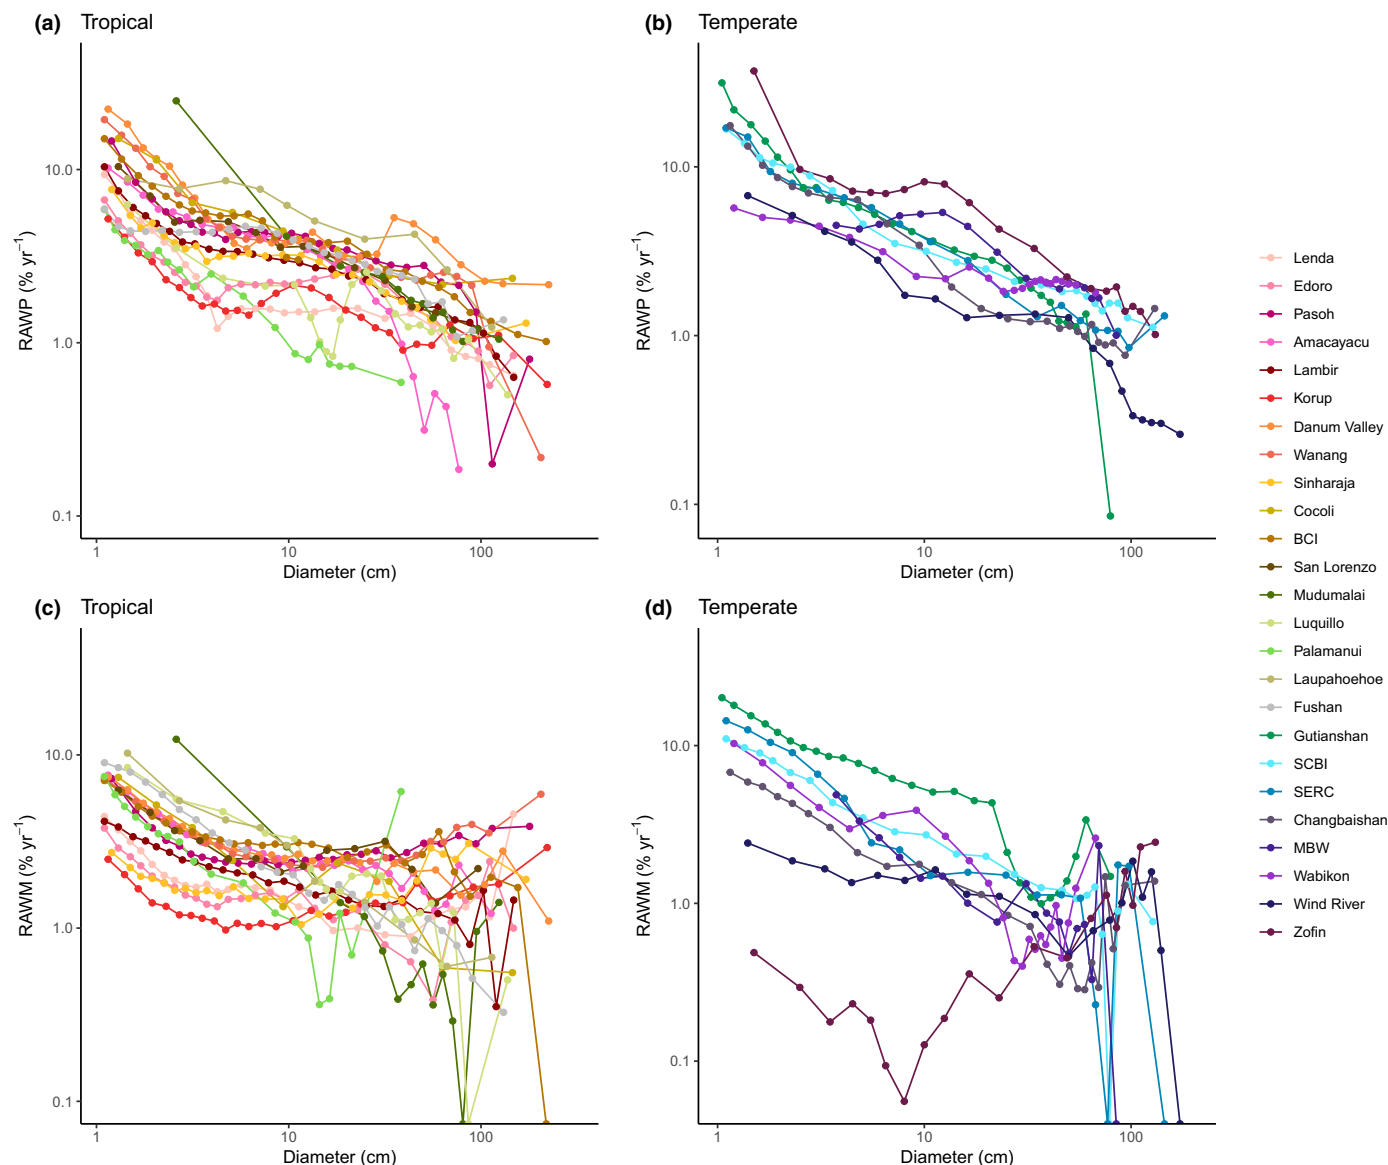 (a) Tropical
RAWP (% yr⁻¹)
10.0
1.0
0.1
1 10 100
Diameter (cm)
(b) Temperate
RAWP (% yr⁻¹)
10.0
1.0
0.1
1 10 100
Diameter (cm)
(c) Tropical
RAWM (% yr⁻¹)
10.0
1.0
0.1
1 10 100
Diameter (cm)
(d) Temperate
RAWM (% yr⁻¹)
10.0
1.0
0.1
1 10 100
Diameter (cm)
Lenda
Edoro
Pasoh
Amacayacu
Lambir
Korup
Danum Valley
Wanang
Sinharaja
Cocoli
BCI
San Lorenzo
Mudumalai
Luquillo
Palamanui
Laupahoehoe
Fushan
Gutianshan
SCBI
SERC
Changbaishan
MBW
Wabikon
Wind River
Zofin